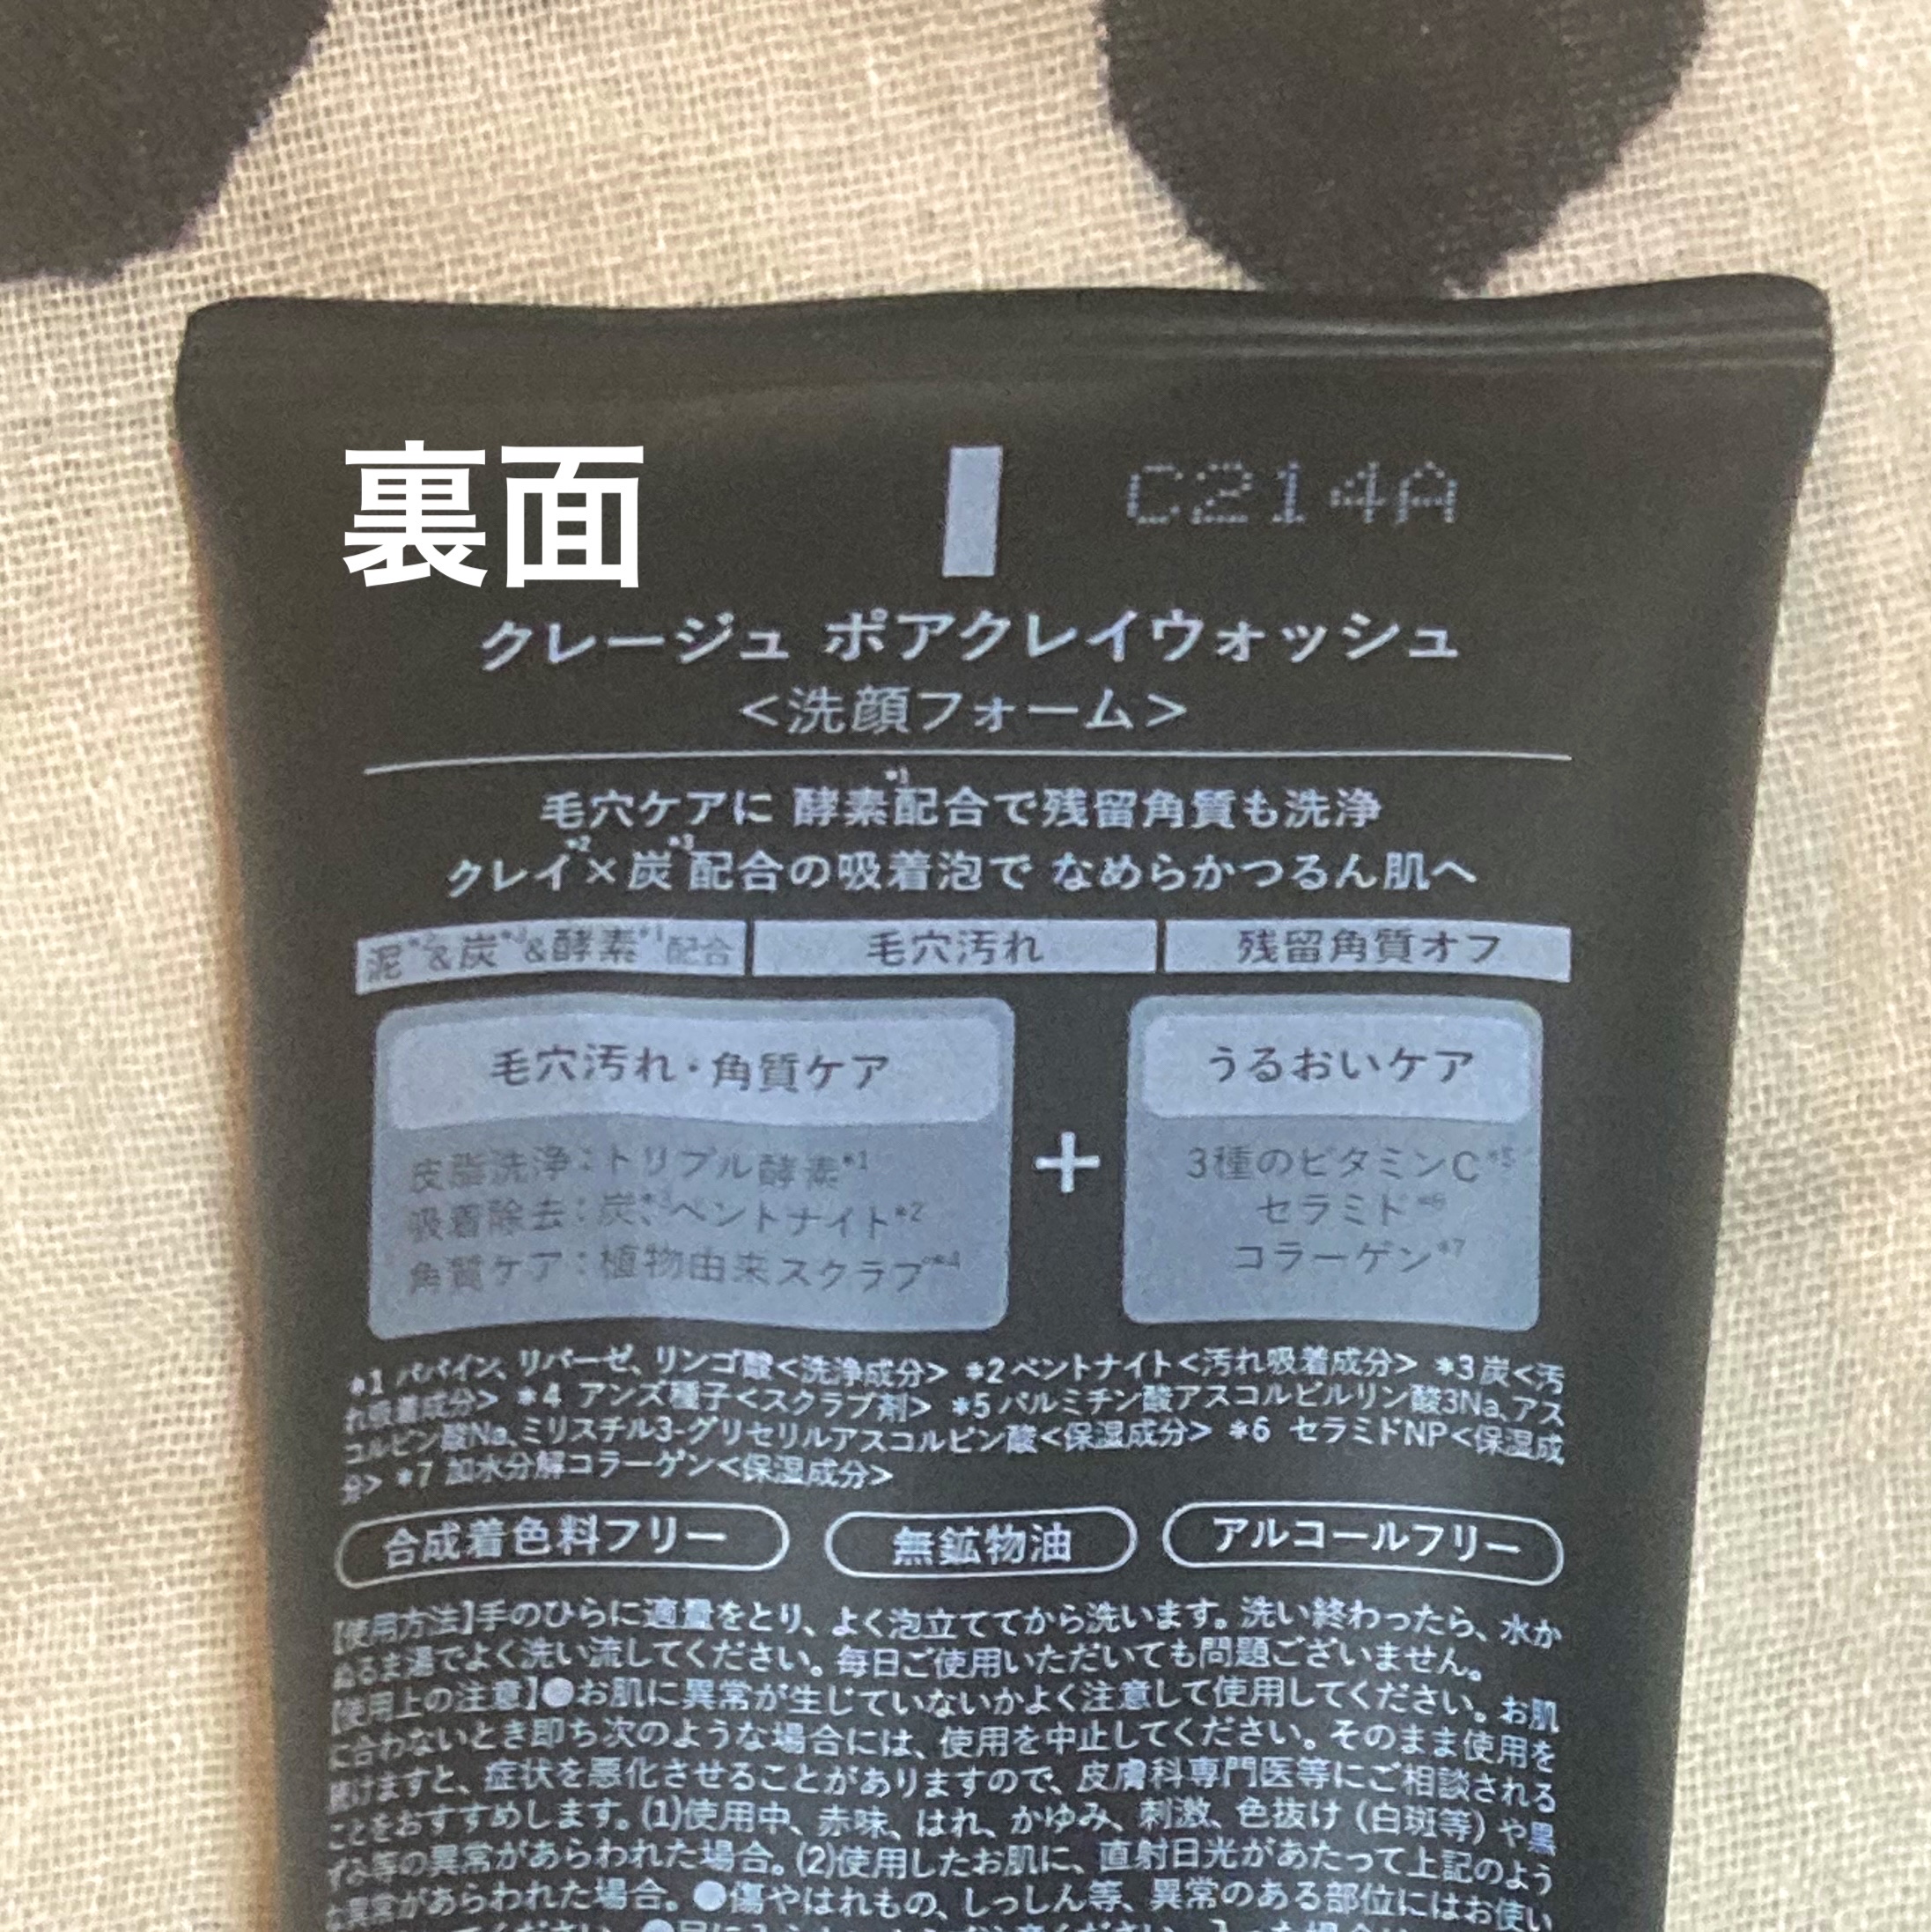 裏面
C214A
クレージュ ポアクレイウォッシュ
<洗顔フォーム>
毛穴ケアに 酵素*1配合で残留角質も洗浄
クレイ*2×炭*3配合の吸着泡で なめらかつるん肌へ
泥*2&炭*3&酵素*1配合 毛穴汚れ 残留角質オフ
毛穴汚れ・角質ケア
皮脂洗浄:トリプル酵素*1
吸着除去:炭*3、ベントナイト*2
角質ケア:植物由来スクラブ*4
+
うるおいケア
3種のビタミンC*5
セラミド*6
コラーゲン*7
*1 パパイン、リパーゼ、リンゴ酸<洗浄成分> *2ベントナイト<汚れ吸着成分> *3炭<汚
れ吸着成分> *4 アンズ種子<スクラブ剤> *5パルミチン酸アスコルビルリン酸3Na、アス
コルビン酸Na、ミリスチル3-グリセリルアスコルビン酸<保湿成分> *6 セラミドNP<保湿成
分> *7 加水分解コラーゲン<保湿成分>
合成着色料フリー 無鉱物油 アルコールフリー
【使用方法】手のひらに適量をとり、よく泡立ててから洗います。洗い終わったら、水か
ぬるま湯でよく洗い流してください。毎日ご使用いただいても問題ございません。
【使用上の注意】●お肌に異常が生じていないかよく注意して使用してください。お肌
に合わないとき即ち次のような場合には、使用を中止してください。そのまま使用を
続けますと、症状を悪化させることがありますので、皮膚科専門医等にご相談される
ことをおすすめします。(1)使用中、赤味、はれ、かゆみ、刺激、色抜け（白斑等）や黒
ずみ等の異常があらわれた場合。(2)使用したお肌に、直射日光があたって上記のよう
な異常があらわれた場合。●傷やはれもの、しっしん等、異常のある部位にはお使い